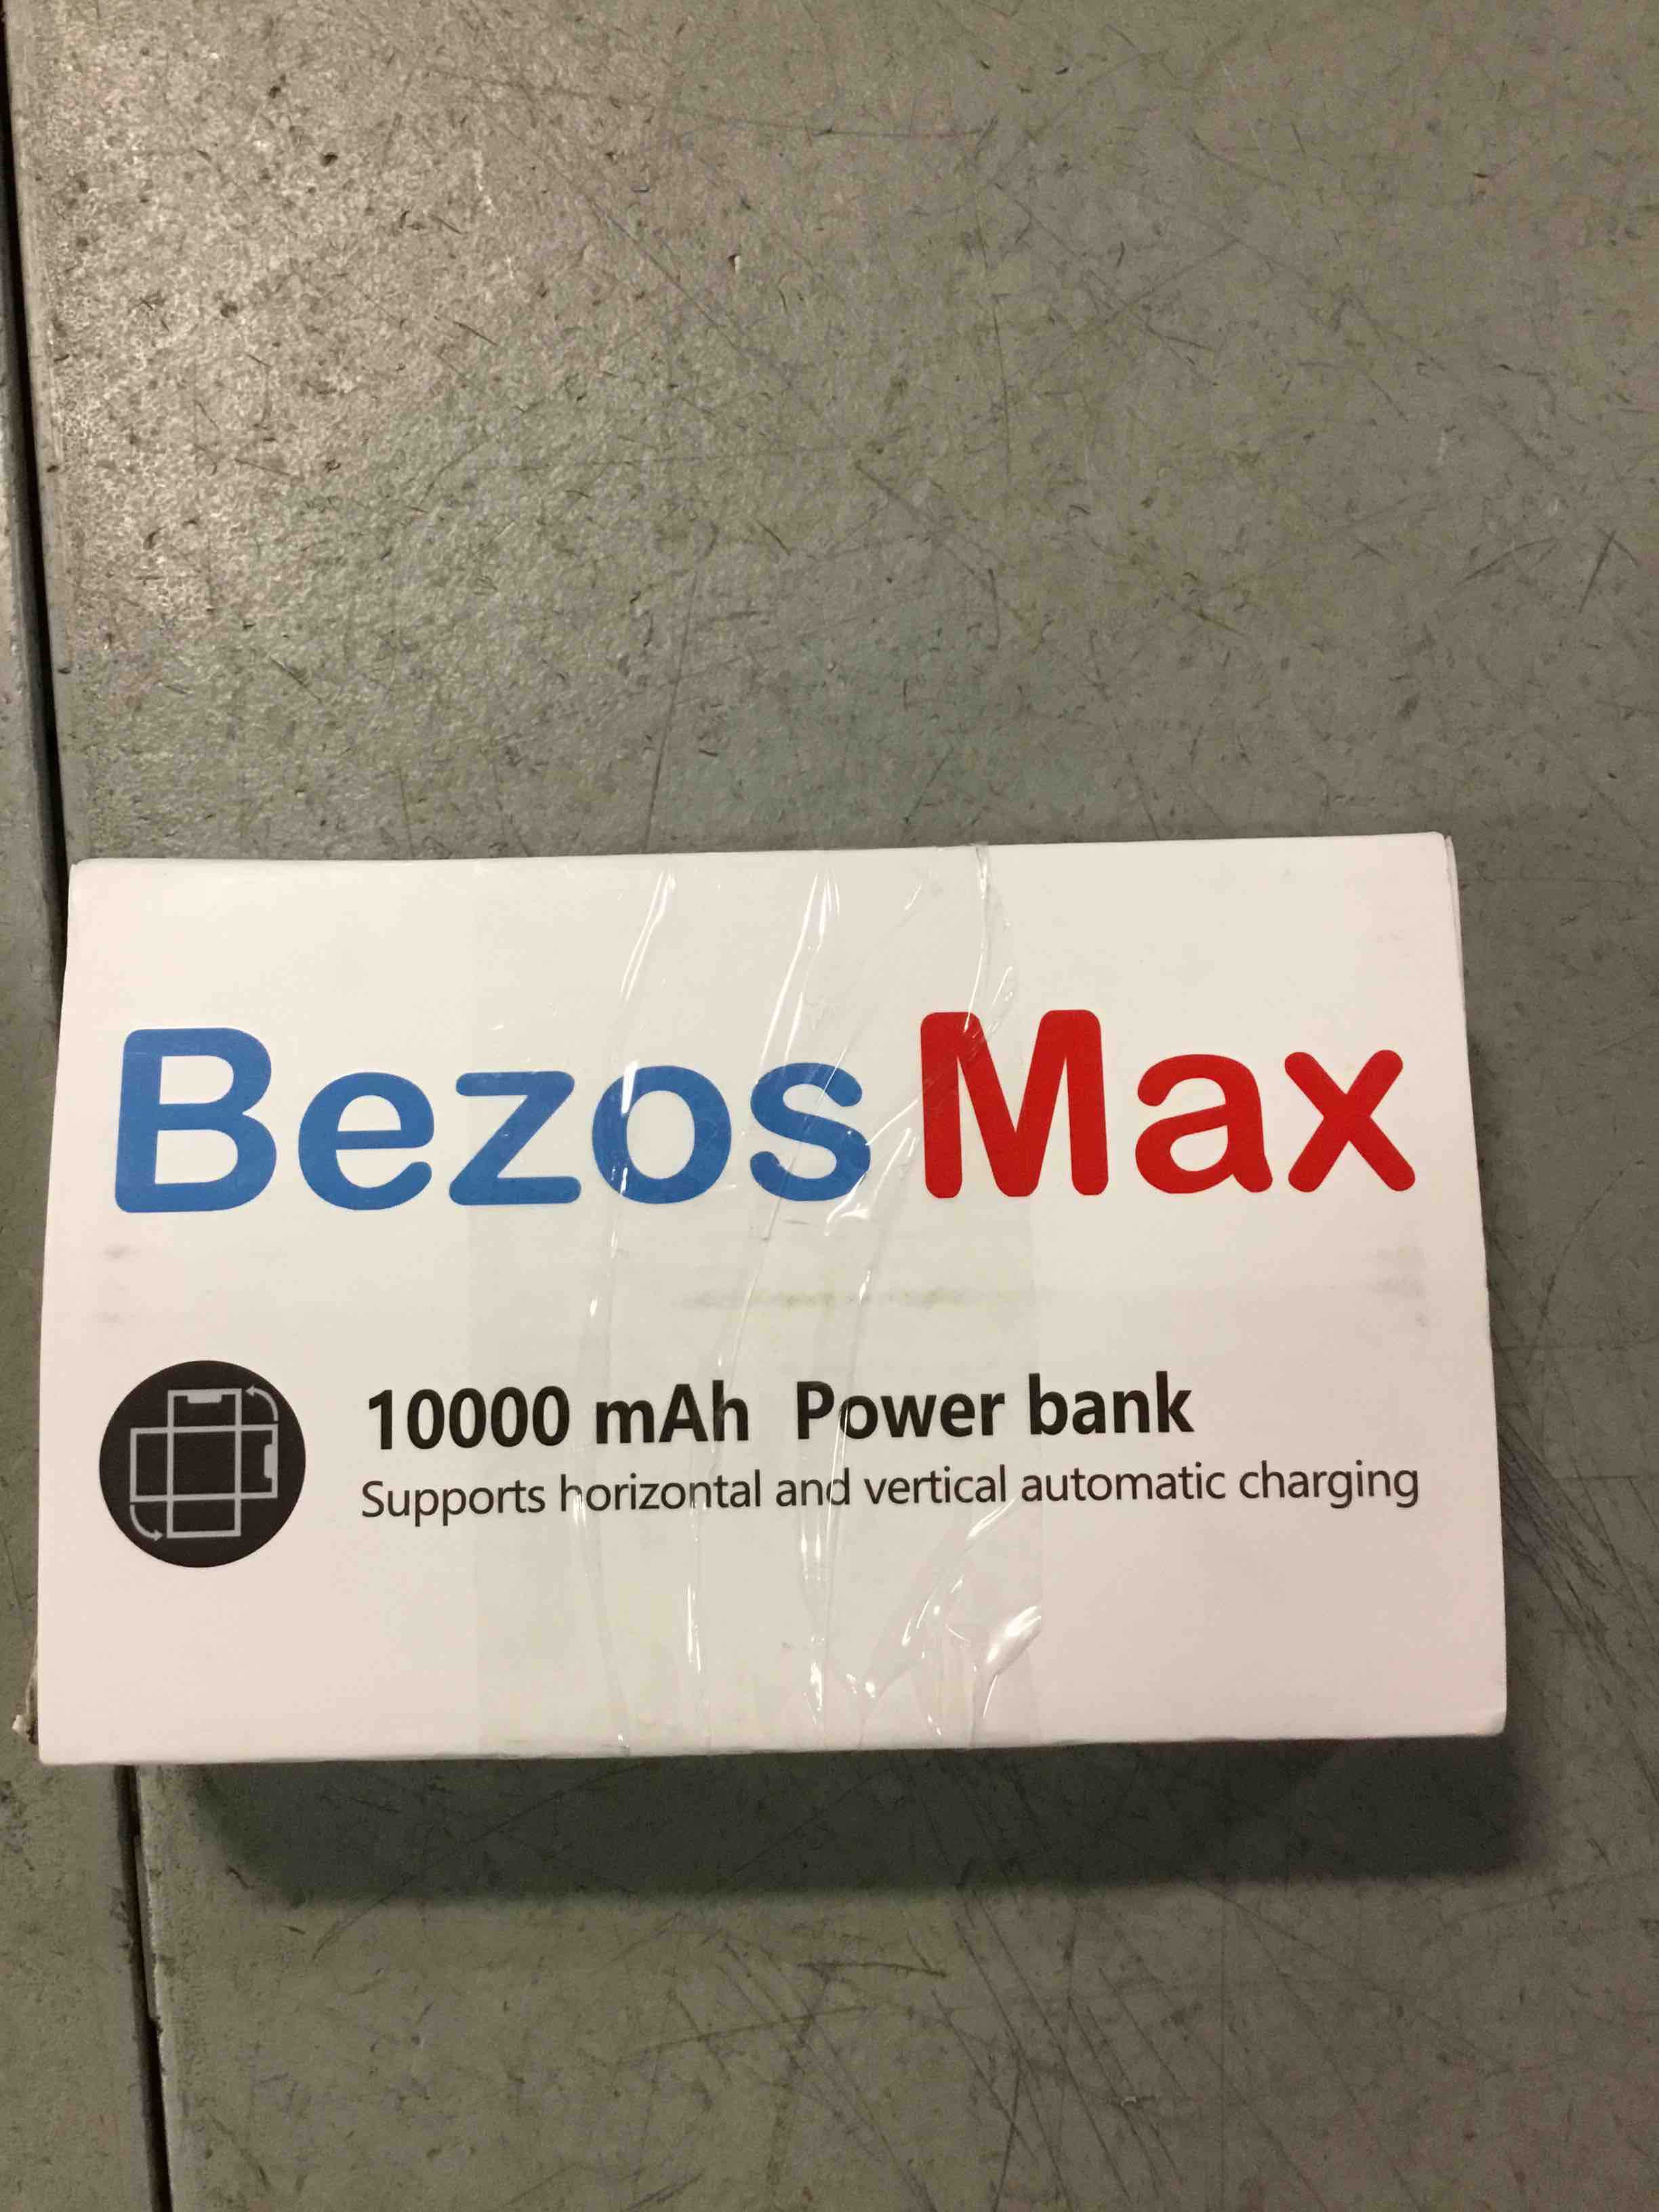 Bezos Max
10000 mAh Power bank
Supports horizontal and vertical automatic charging